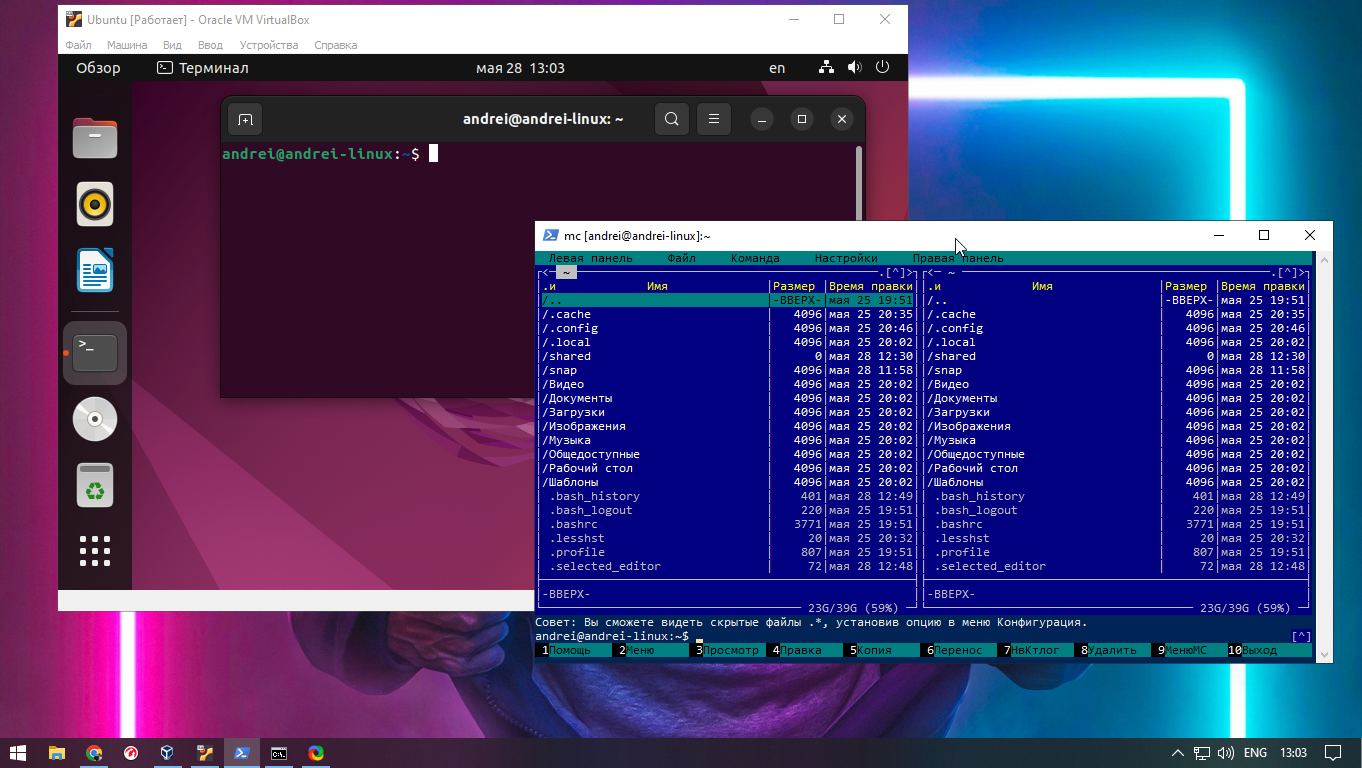 Ubuntu [Работает] - Oracle VM VirtualBox
Файл Машина Вид Ввод Устройства Справка
Обзор Терминал мая 28 13:03 en
andrei@andrei-linux: ~
andrei@andrei-linux:~$
mc [andrei@andrei-linux]:~
Левая панель Файл Команда Настройки Правая панель
<— ~ .[^]> <— ~ .[^]>
.и Имя Размер Время правки .и Имя Размер Время правки
/.. -ВВЕРХ- мая 25 19:51 /.. -ВВЕРХ- мая 25 19:51
/.cache 4096 мая 25 20:35 /.cache 4096 мая 25 20:35
/.config 4096 мая 25 20:46 /.config 4096 мая 25 20:46
/.local 4096 мая 25 20:02 /.local 4096 мая 25 20:02
/shared 0 мая 28 12:30 /shared 0 мая 28 12:30
/snap 4096 мая 28 11:58 /snap 4096 мая 28 11:58
/Видео 4096 мая 25 20:02 /Видео 4096 мая 25 20:02
/Документы 4096 мая 25 20:02 /Документы 4096 мая 25 20:02
/Загрузки 4096 мая 25 20:02 /Загрузки 4096 мая 25 20:02
/Изображения 4096 мая 25 20:02 /Изображения 4096 мая 25 20:02
/Музыка 4096 мая 25 20:02 /Музыка 4096 мая 25 20:02
/Общедоступные 4096 мая 25 20:02 /Общедоступные 4096 мая 25 20:02
/Рабочий стол 4096 мая 25 20:02 /Рабочий стол 4096 мая 25 20:02
/Шаблоны 4096 мая 25 20:02 /Шаблоны 4096 мая 25 20:02
.bash_history 401 мая 28 12:49 .bash_history 401 мая 28 12:49
.bash_logout 220 мая 25 19:51 .bash_logout 220 мая 25 19:51
.bashrc 3771 мая 25 19:51 .bashrc 3771 мая 25 19:51
.lesshst 20 мая 25 20:32 .lesshst 20 мая 25 20:32
.profile 807 мая 25 19:51 .profile 807 мая 25 19:51
.selected_editor 72 мая 28 12:48 .selected_editor 72 мая 28 12:48
-ВВЕРХ- -ВВЕРХ-
23G/39G (59%) 23G/39G (59%)
Совет: Вы сможете видеть скрытые файлы .*, установив опцию в меню Конфигурация.
andrei@andrei-linux:~$ [^]
1Помощь 2Меню 3Просмотр 4Правка 5Копия 6Перенос 7НвКтлог 8Удалить 9МенюMC 10Выход
ENG 13:03